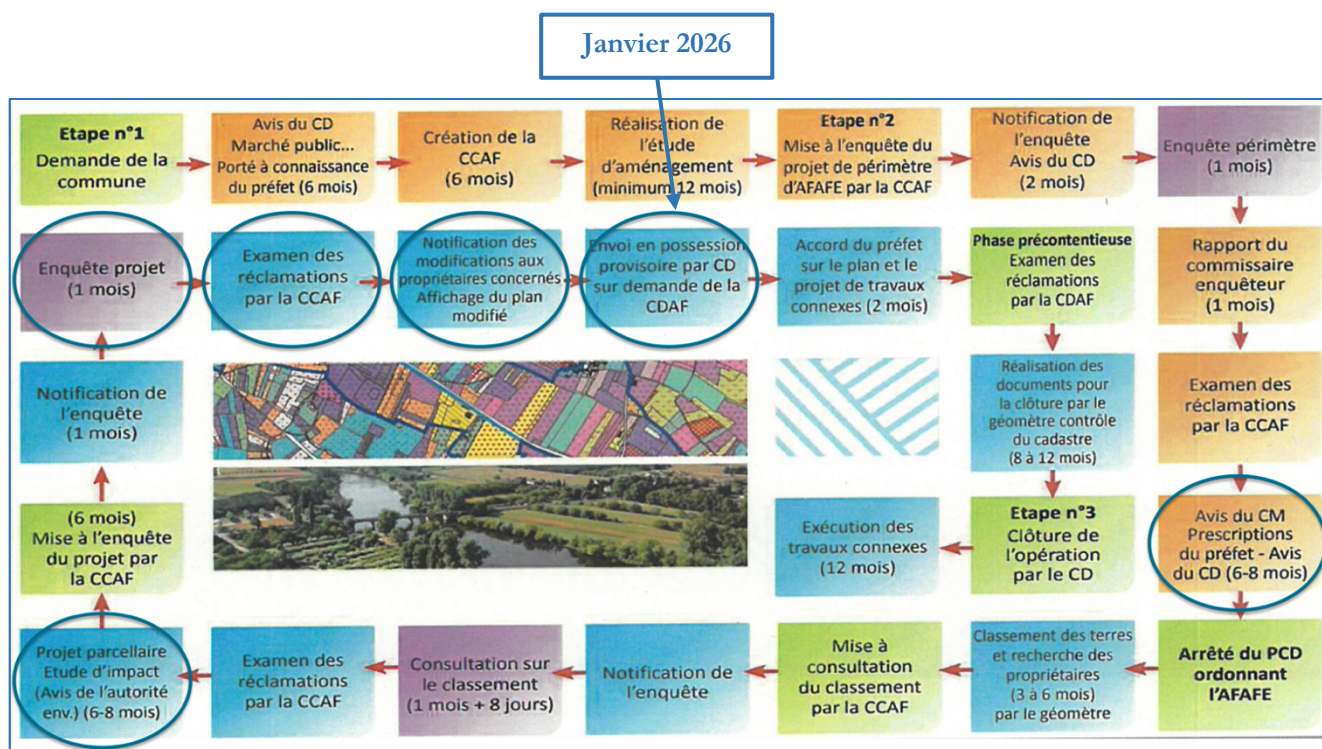 Janvier 2026
Etape n°1
Demande de la
commune
Avis du CD
Marché public...
Porté à connaissance
du préfet (6 mois)
Création de la
CCAF
(6 mois)
Réalisation de
l'étude
d'aménagement
(minimum 12 mois)
Etape n°2
Mise à l'enquête du
projet de périmètre
d'AFAFE par la CCAF
Notification de
l'enquête
Avis du CD
(2 mois)
Enquête périmètre
(1 mois)
Enquête projet
(1 mois)
Examen des
réclamations
par la CCAF
Notification des
modifications aux
propriétaires concernés
Affichage du plan
modifié
Envoi en possession
provisoire par CD
sur demande de la
CDAF
Accord du préfet
sur le plan et le
projet de travaux
connexes (2 mois)
Phase précontentieuse
Examen des
réclamations
par la CDAF
Rapport du
commissaire
enquêteur
(1 mois)
Notification de
l'enquête
(1 mois)
Réalisation des
documents pour
la clôture par le
géomètre contrôle
du cadastre
(8 à 12 mois)
Examen des
réclamations
par la CCAF
(6 mois)
Mise à l'enquête
du projet par
la CCAF
Exécution des
travaux connexes
(12 mois)
Etape n°3
Clôture de
l'opération
par le CD
Avis du CM
Prescriptions
du préfet - Avis
du CD (6-8 mois)
Projet parcellaire
Etude d'impact
(Avis de l'autorité
env.) (6-8 mois)
Examen des
réclamations
par la CCAF
Consultation sur
le classement
(1 mois + 8 jours)
Notification de
l'enquête
Mise à
consultation
du classement
par la CCAF
Classement des terres
et recherche des
propriétaires
(3 à 6 mois)
par le géomètre
Arrêté du PCD
ordonnant
l'AFAFE